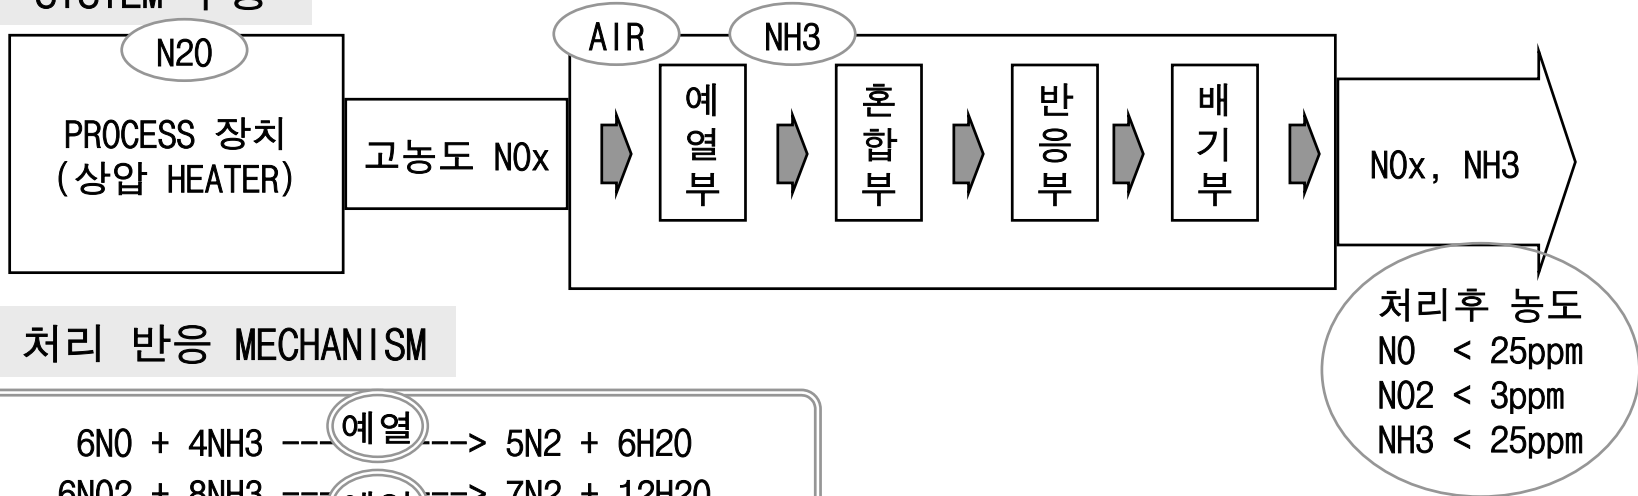 SYSTEM 구성
N2O
PROCESS 장치
(상압 HEATER)
고농도 NOx
AIR
NH3
예열부
혼합부
반응부
배기부
NOx, NH3
처리후 농도
NO < 25ppm
NO2 < 3ppm
NH3 < 25ppm
처리 반응 MECHANISM
6NO + 4NH3 --- 예열 ---> 5N2 + 6H2O
6NO2 + 8NH3 --- 예열 ---> 7N2 + 12H2O